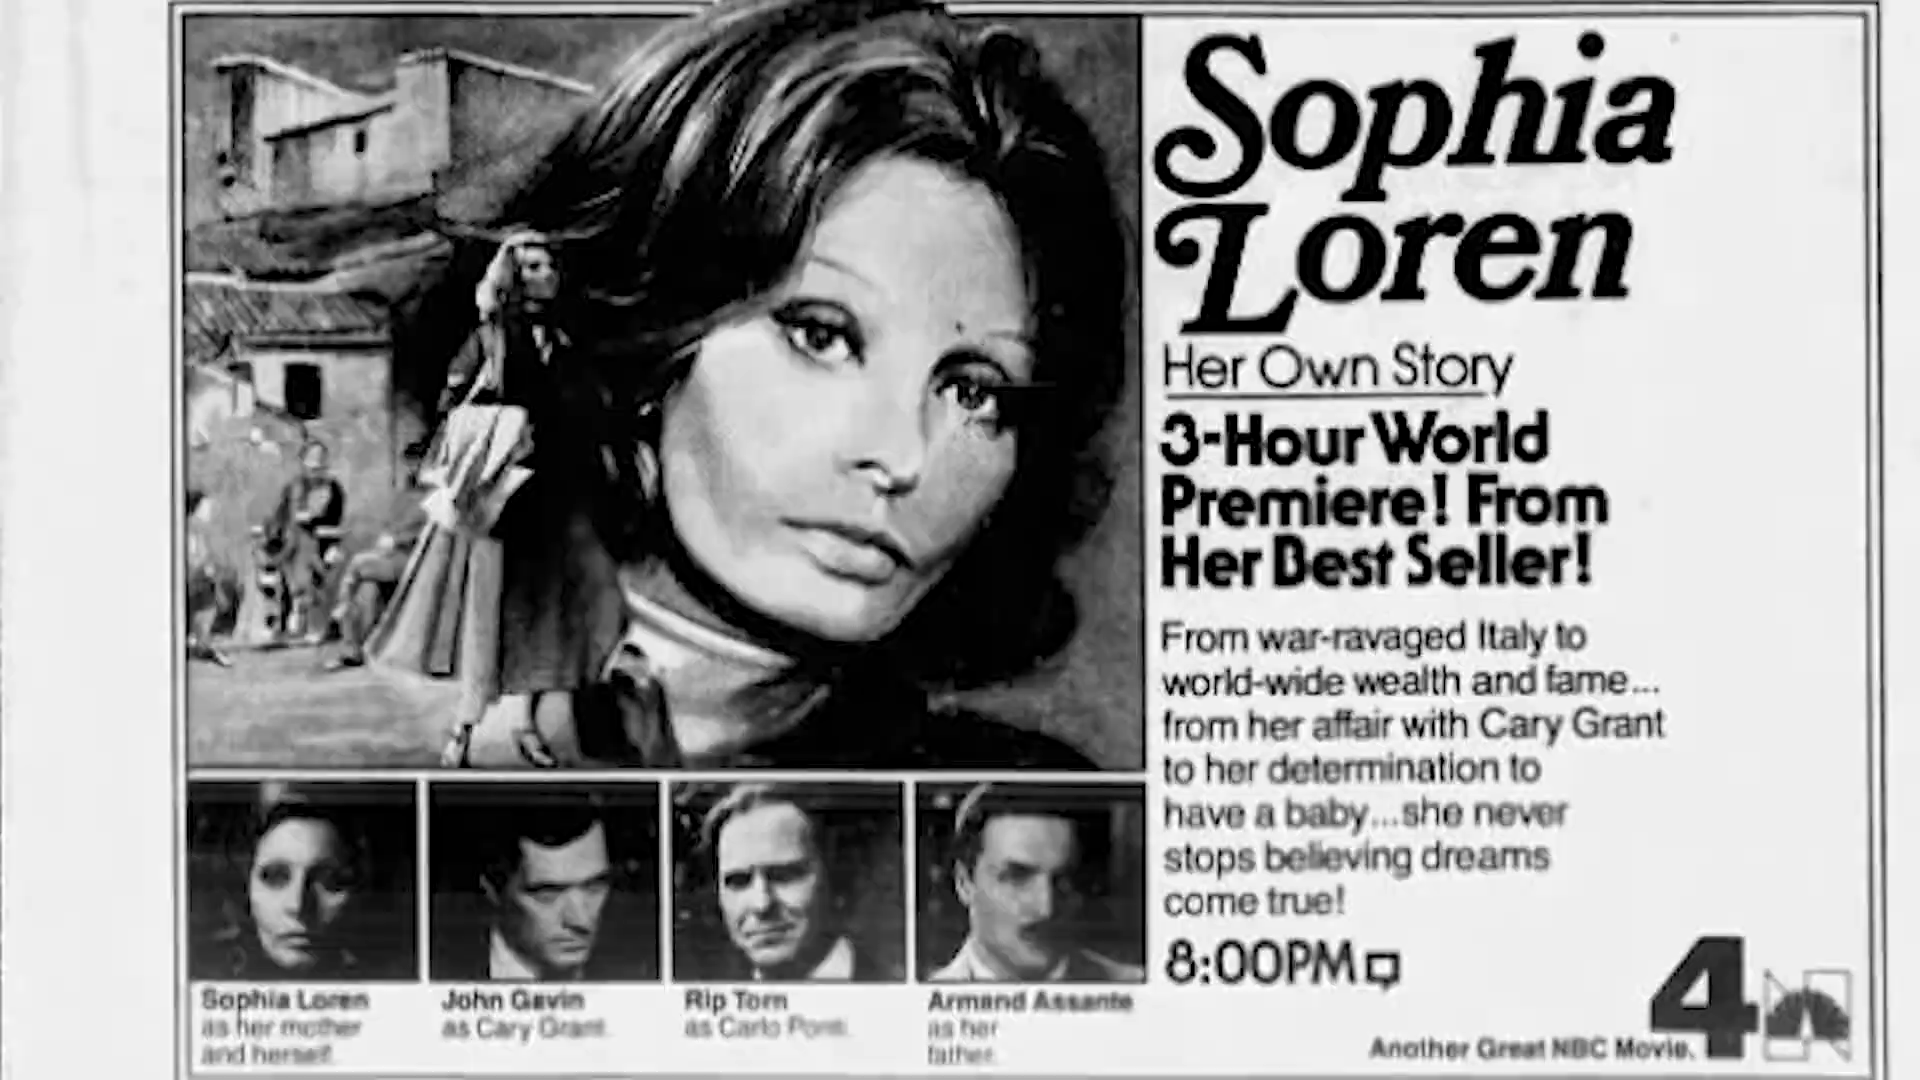 Sophia
Loren
Her Own Story
3-Hour World
Premiere! From
Her Best Seller!
From war-ravaged Italy to
world-wide wealth and fame...
from her affair with Cary Grant
to her determination to
have a baby...she never
stops believing dreams
come true!
8:00PM
Sophia Loren
as her mother
and herself.
John Gavin
as Cary Grant.
Rip Torn
as Carlo Ponti.
Armand Assante
as her
father.
4
Another Great NBC Movie.